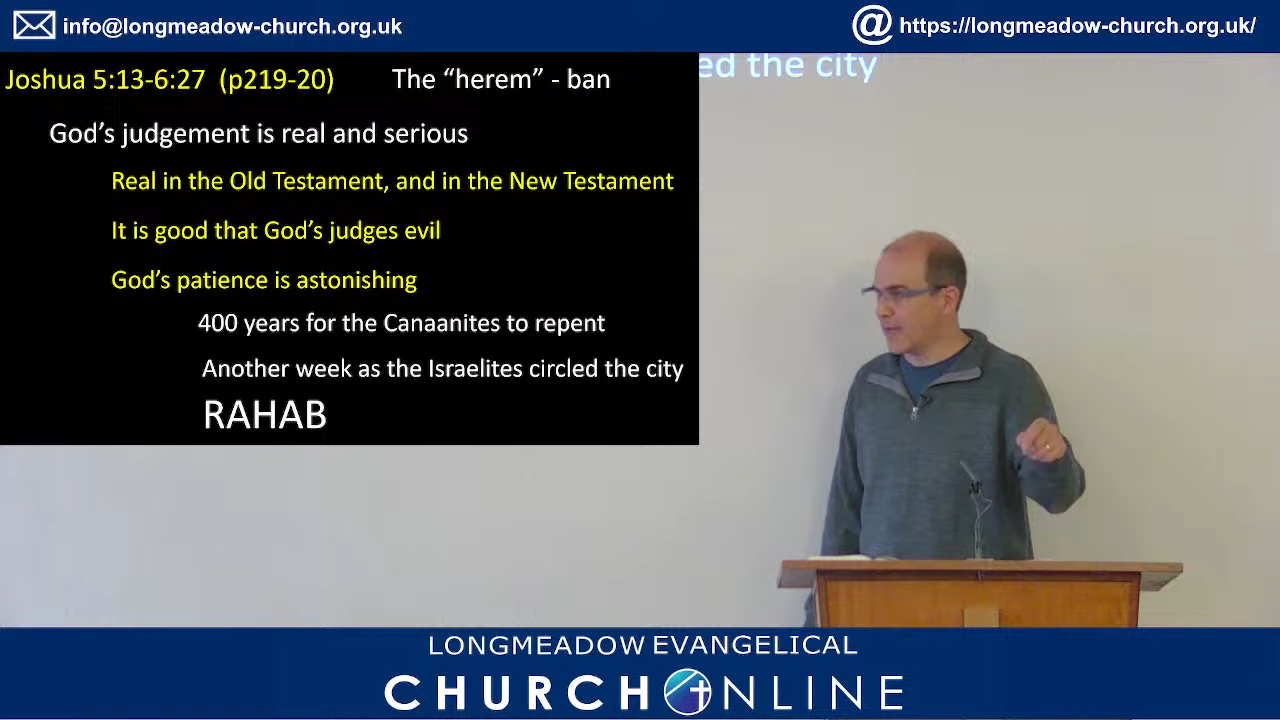 info@longmeadow-church.org.uk
@ https://longmeadow-church.org.uk/
Joshua 5:13-6:27 (p219-20) The “herem” - ban
ed the city
God’s judgement is real and serious
Real in the Old Testament, and in the New Testament
It is good that God’s judges evil
God’s patience is astonishing
400 years for the Canaanites to repent
Another week as the Israelites circled the city
RAHAB
LONGMEADOW EVANGELICAL
CHURCH ONLINE